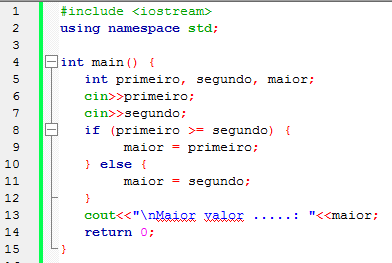 1 #include <iostream>
2 using namespace std;
3
4 int main() {
5 int primeiro, segundo, maior;
6 cin>>primeiro;
7 cin>>segundo;
8 if (primeiro >= segundo) {
9 maior = primeiro;
10 } else {
11 maior = segundo;
12 }
13 cout<<"\nMaior valor .....: "<<maior;
14 return 0;
15 }